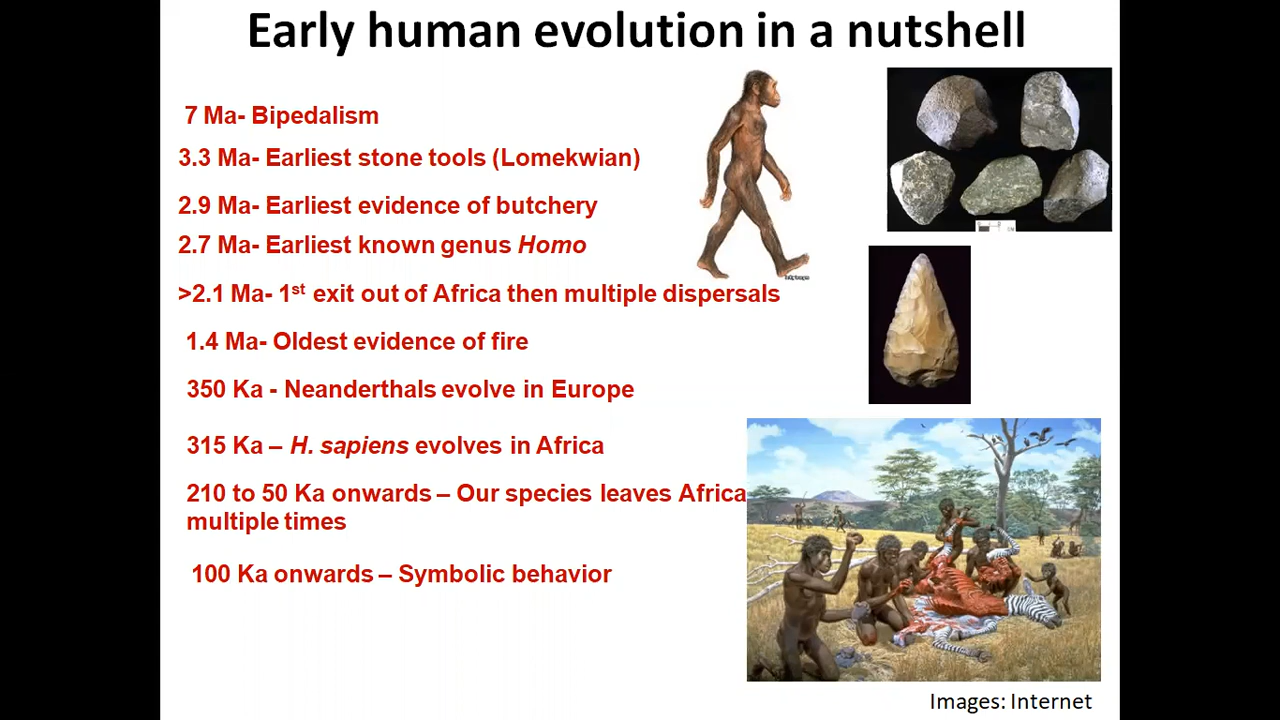 Early human evolution in a nutshell
7 Ma- Bipedalism
3.3 Ma- Earliest stone tools (Lomekwian)
2.9 Ma- Earliest evidence of butchery
2.7 Ma- Earliest known genus Homo
>2.1 Ma- 1st exit out of Africa then multiple dispersals
1.4 Ma- Oldest evidence of fire
350 Ka - Neanderthals evolve in Europe
315 Ka – H. sapiens evolves in Africa
210 to 50 Ka onwards – Our species leaves Africa
multiple times
100 Ka onwards – Symbolic behavior
Images: Internet